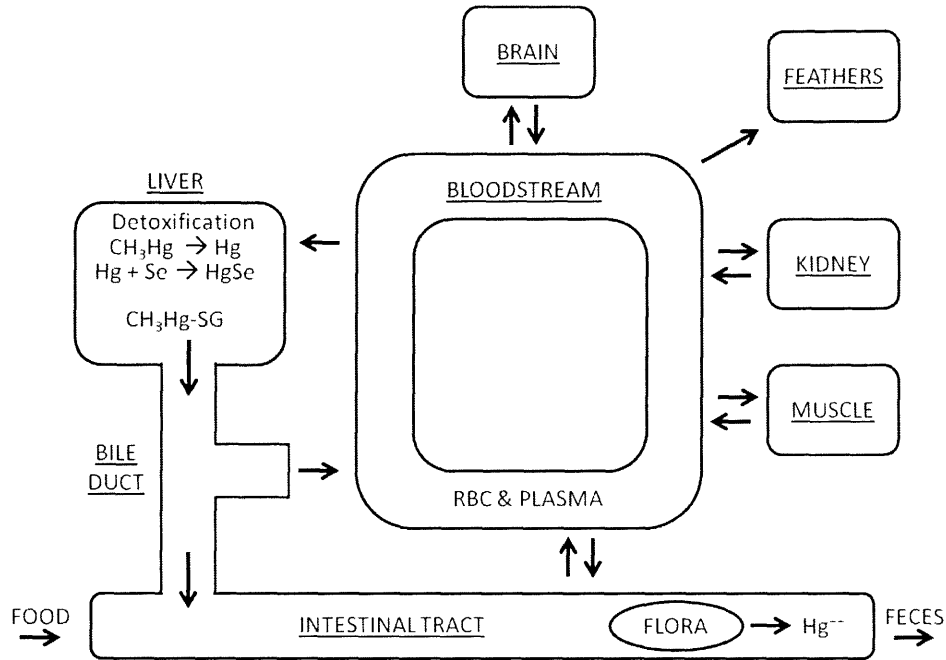 BRAIN
FEATHERS
LIVER
BLOODSTREAM
Detoxification
CH₃Hg → Hg
Hg + Se → HgSe
CH₃Hg-SG
KIDNEY
MUSCLE
BILE
DUCT
RBC & PLASMA
FOOD
INTESTINAL TRACT
FLORA
Hg⁻⁻
FECES